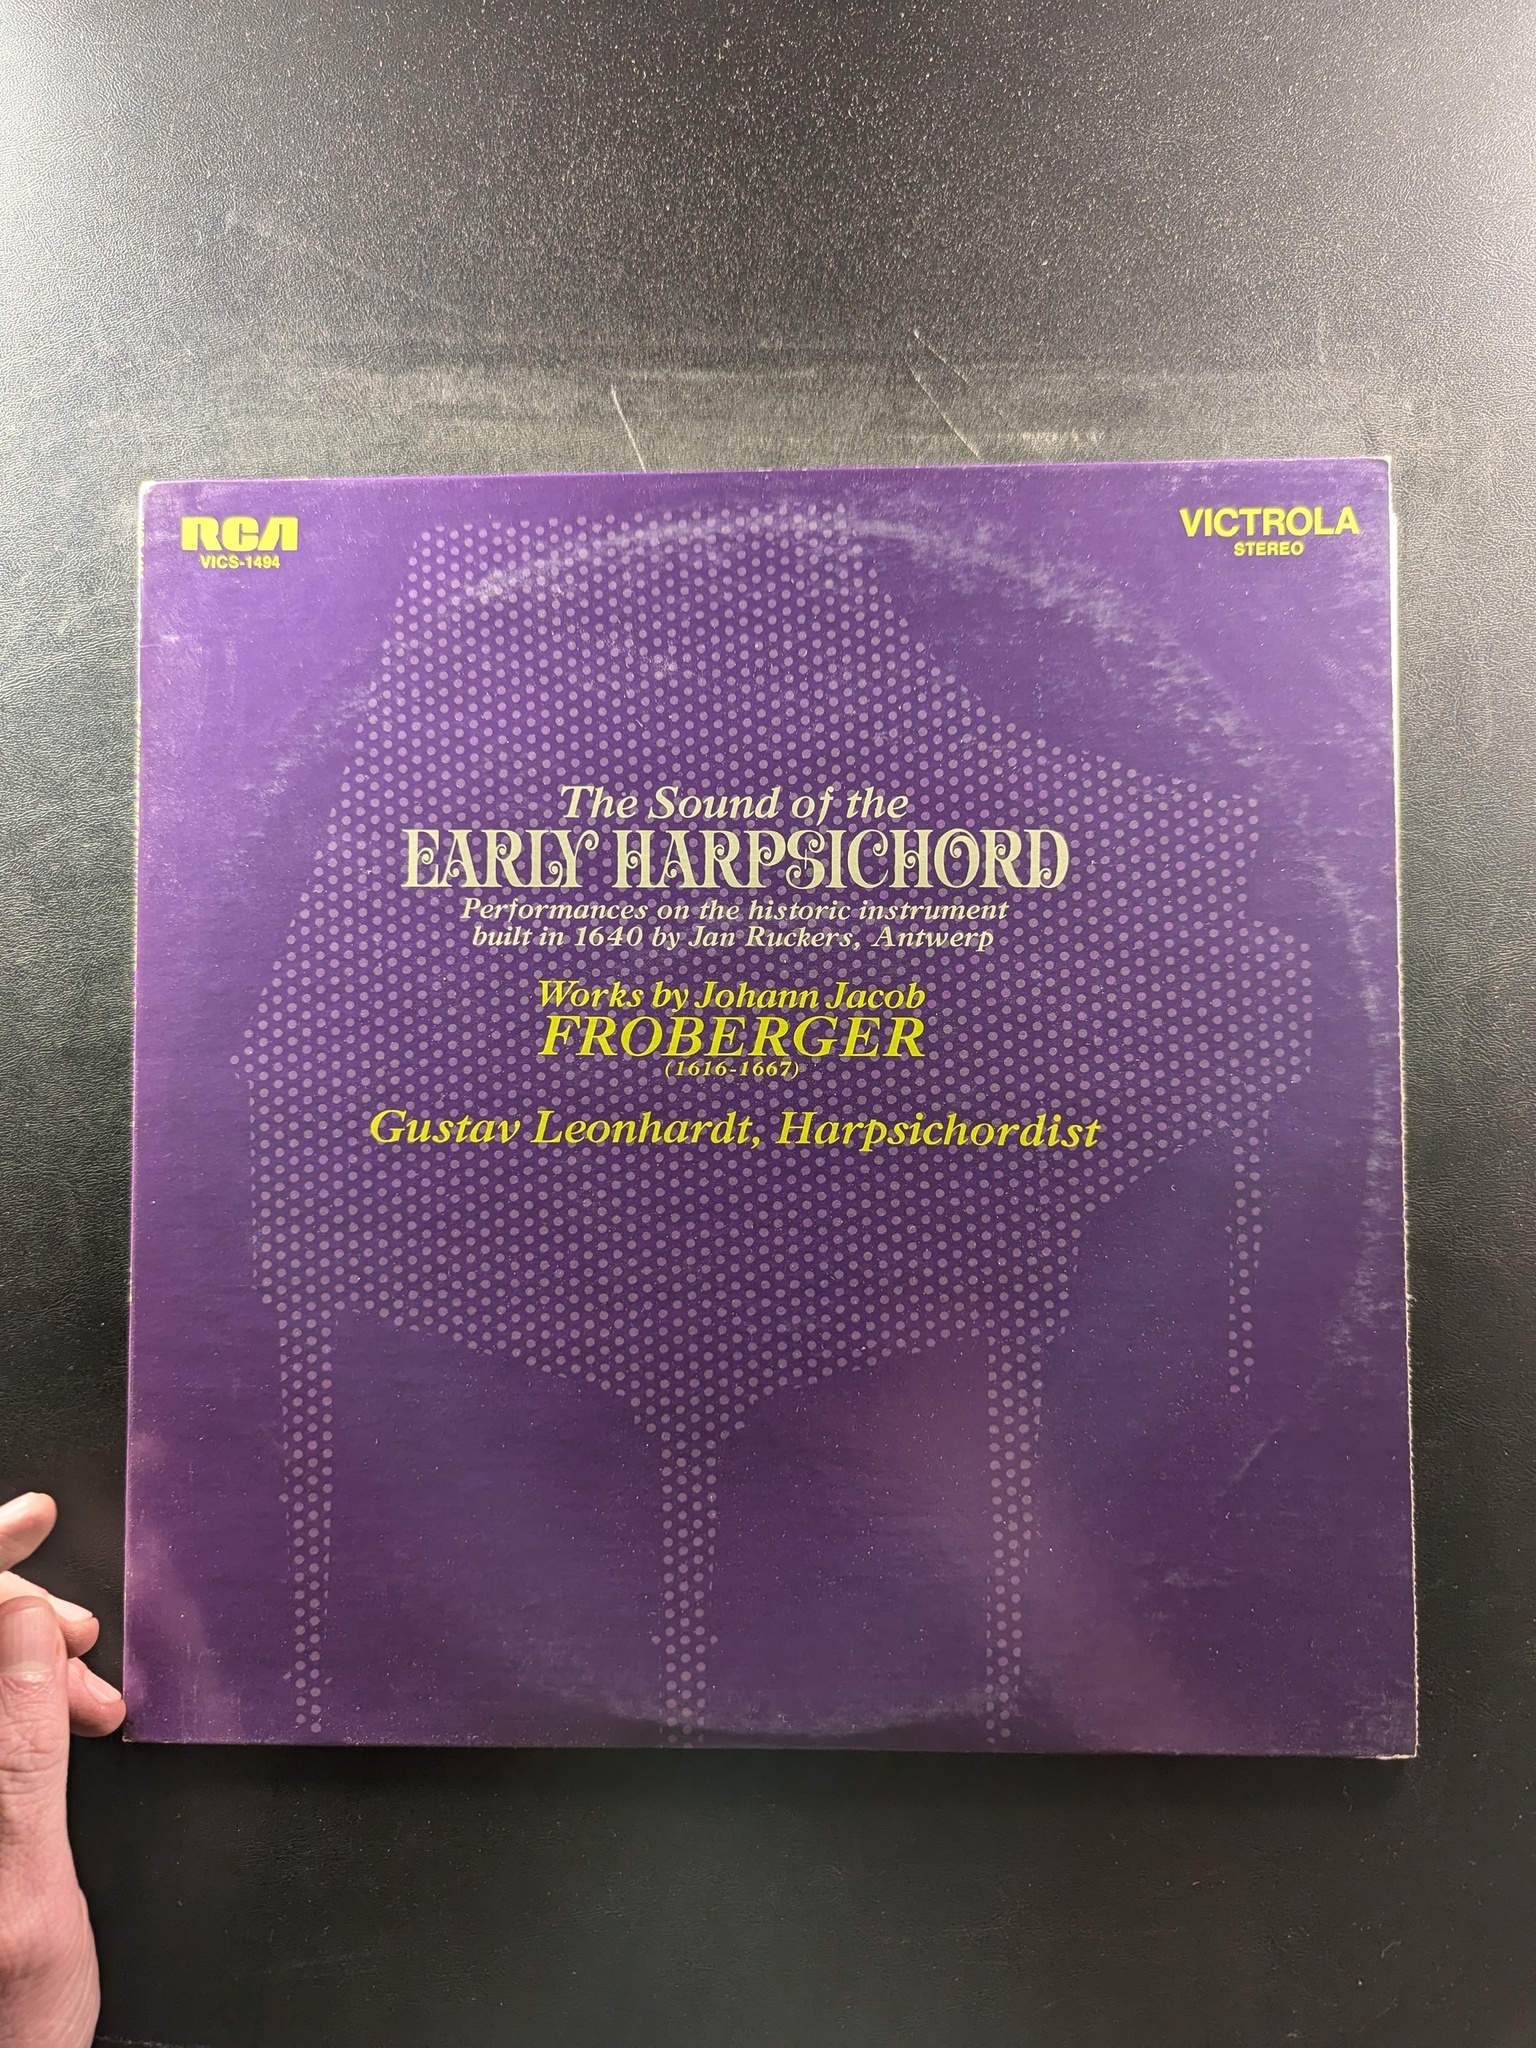 RCA
VICS-1494
VICTROLA
STEREO
The Sound of the
EARLY HARPSICHORD
Performances on the historic instrument
built in 1640 by Jan Ruckers, Antwerp
Works by Johann Jacob
FROBERGER
(1616-1667)
Gustav Leonhardt, Harpsichordist